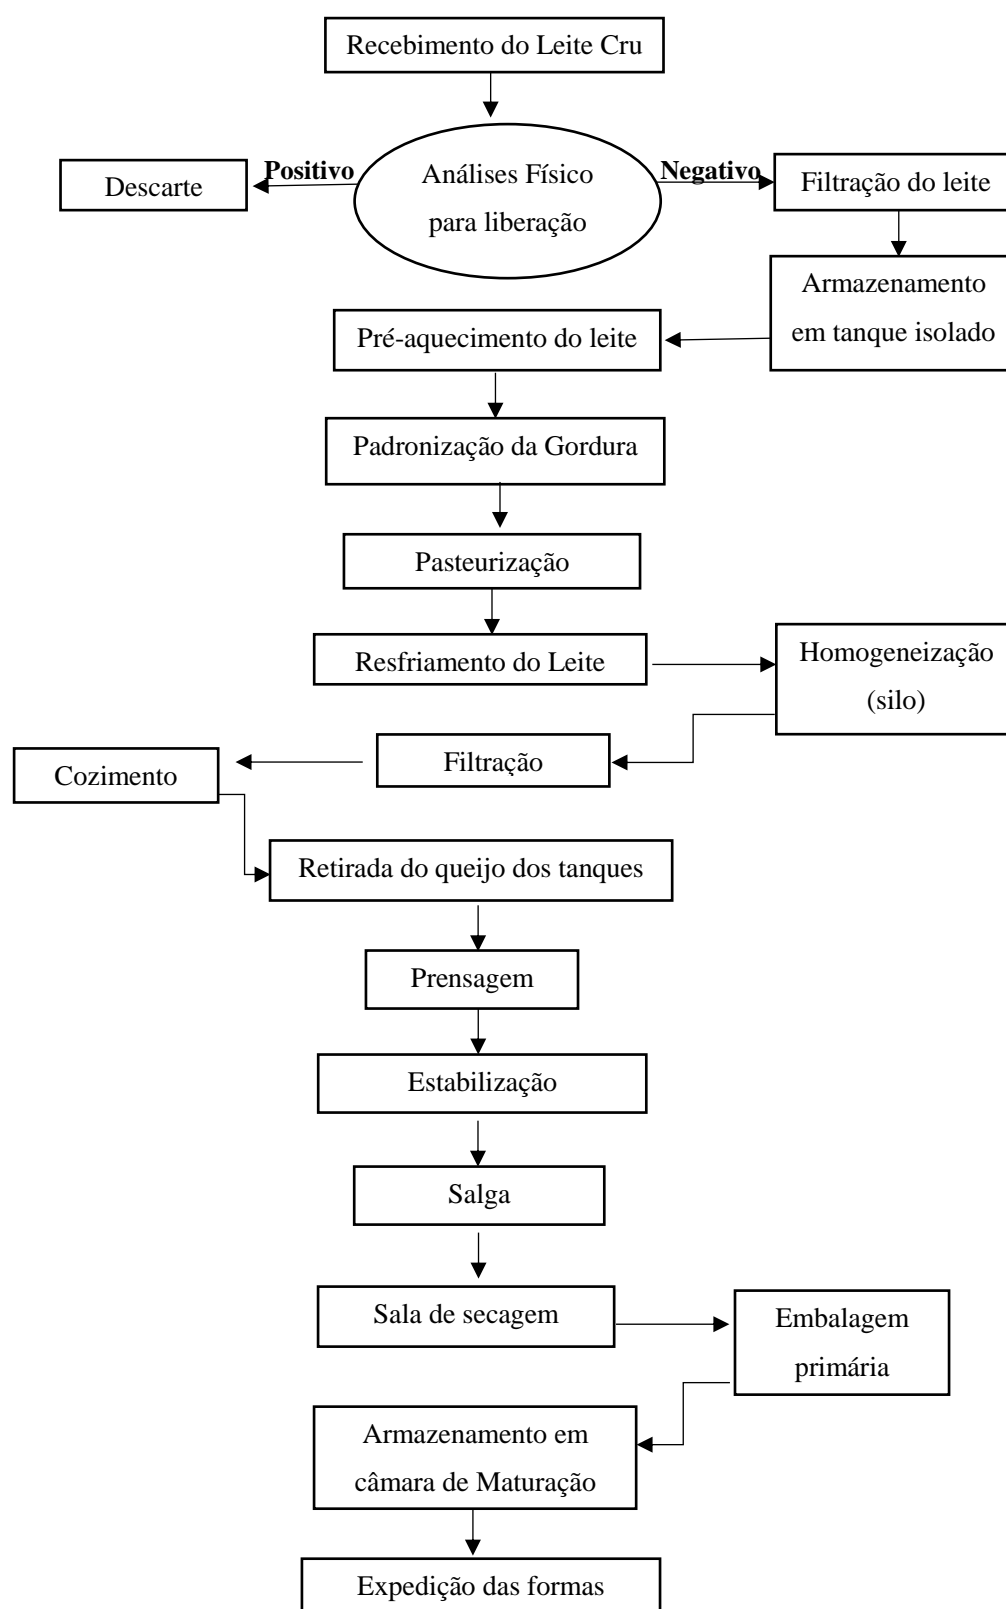 Recebimento do Leite Cru
Positivo
Análises Físico
para liberação
Negativo
Descarte
Filtração do leite
Armazenamento
em tanque isolado
Pré-aquecimento do leite
Padronização da Gordura
Pasteurização
Resfriamento do Leite
Homogeneização
(silo)
Filtração
Cozimento
Retirada do queijo dos tanques
Prensagem
Estabilização
Salga
Sala de secagem
Embalagem
primária
Armazenamento em
câmara de Maturação
Expedição das formas